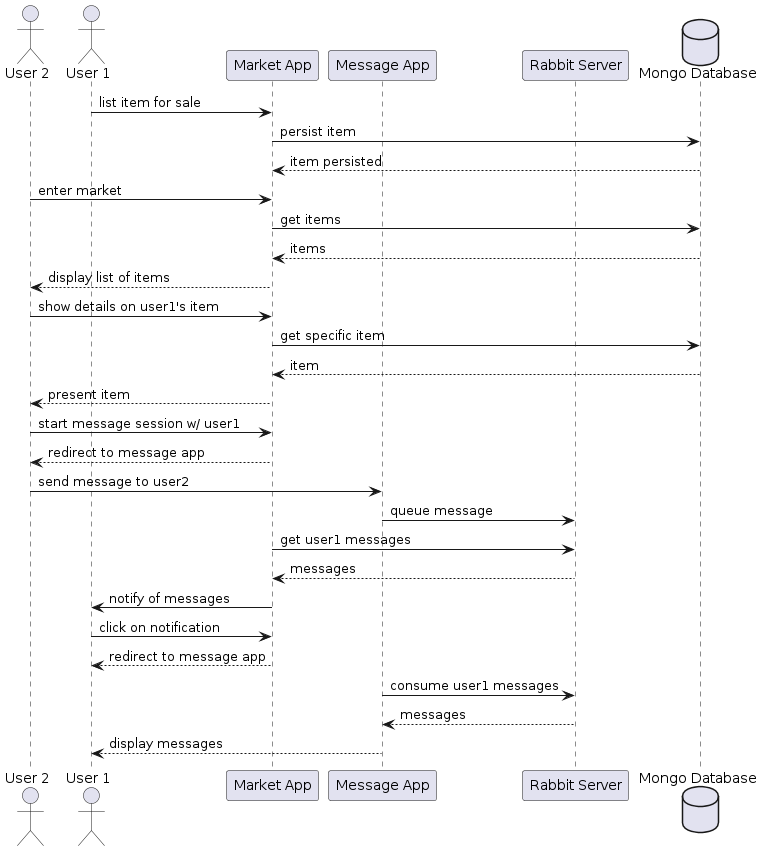 User 2
User 1
Market App
Message App
Rabbit Server
Mongo Database
list item for sale
persist item
item persisted
enter market
get items
items
display list of items
show details on user1's item
get specific item
item
present item
start message session w/ user1
redirect to message app
send message to user2
queue message
get user1 messages
messages
notify of messages
click on notification
redirect to message app
consume user1 messages
messages
display messages
User 2
User 1
Market App
Message App
Rabbit Server
Mongo Database